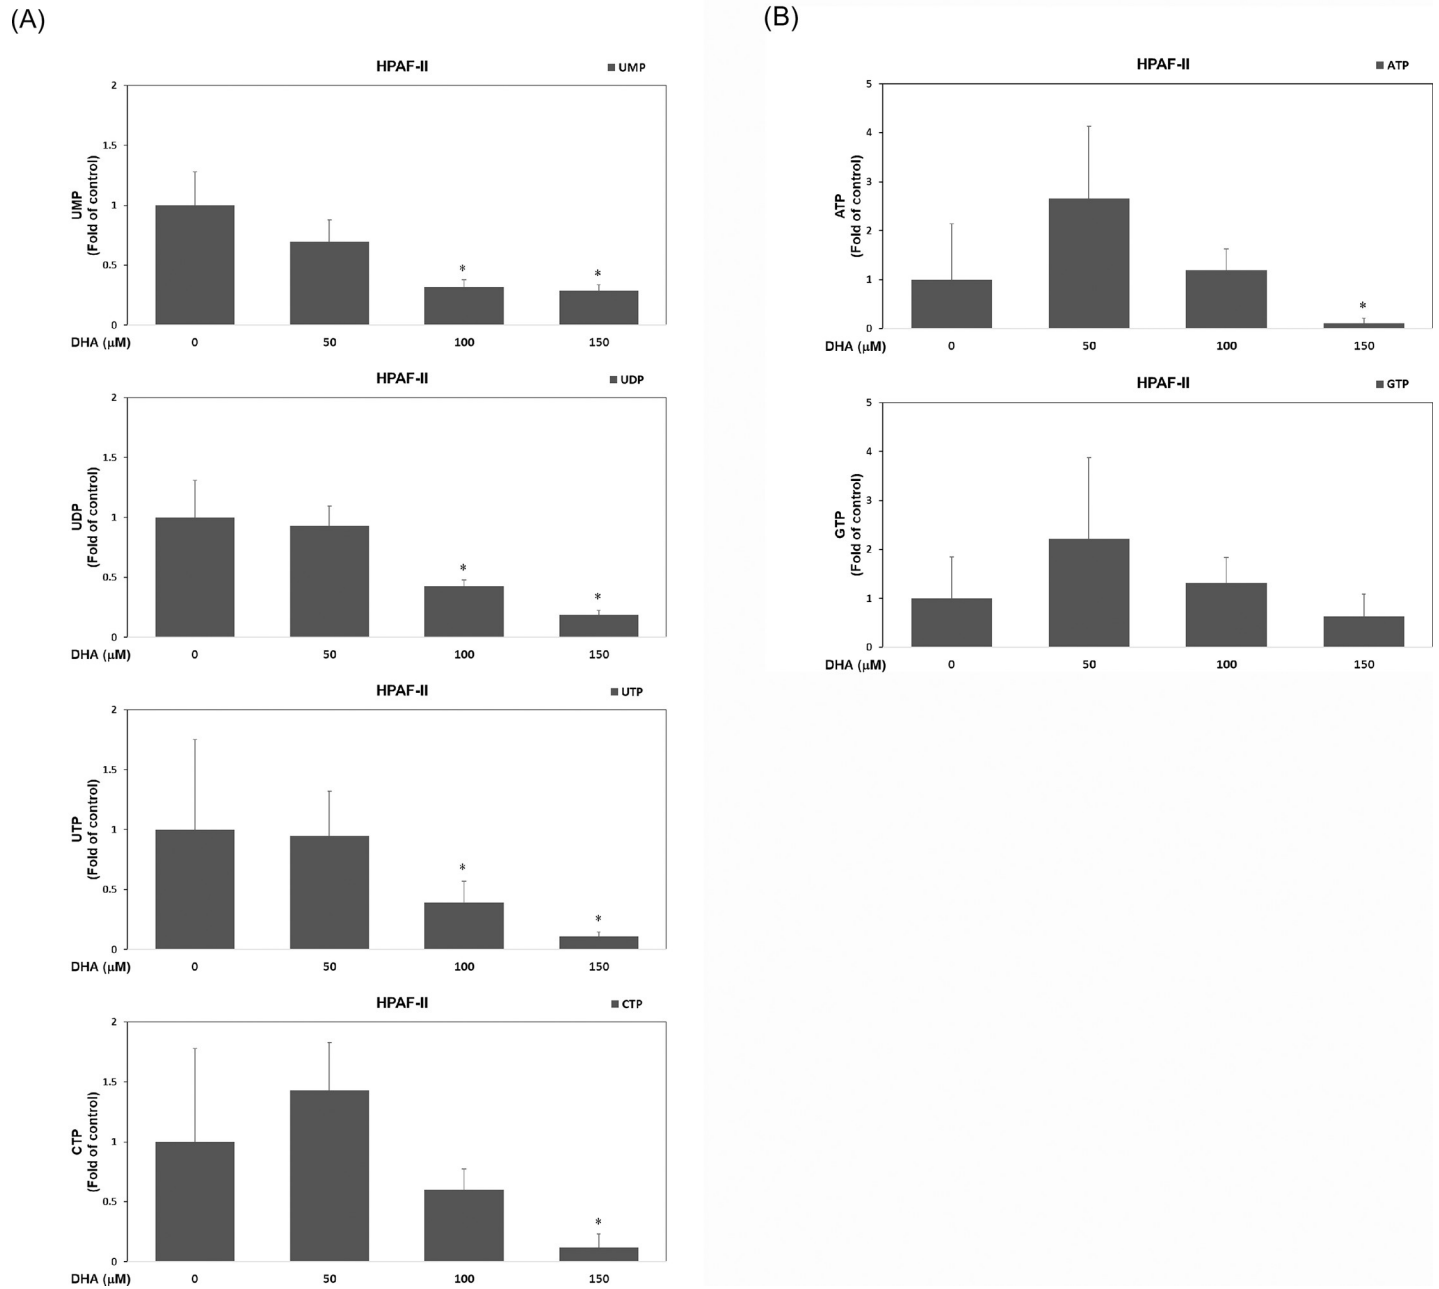 (A)
HPAF-II
UMP
2
1.5
1
0.5
0
UMP
(Fold of control)
*
*
DHA (μM) 0 50 100 150
HPAF-II
UDP
2
1.5
1
0.5
0
UDP
(Fold of control)
*
*
DHA (μM) 0 50 100 150
HPAF-II
UTP
2
1.5
1
0.5
0
UTP
(Fold of control)
*
*
DHA (μM) 0 50 100 150
HPAF-II
CTP
2
1.5
1
0.5
0
CTP
(Fold of control)
*
DHA (μM) 0 50 100 150
(B)
HPAF-II
ATP
5
4
3
2
1
0
ATP
(Fold of control)
*
DHA (μM) 0 50 100 150
HPAF-II
GTP
5
4
3
2
1
0
GTP
(Fold of control)
DHA (μM) 0 50 100 150